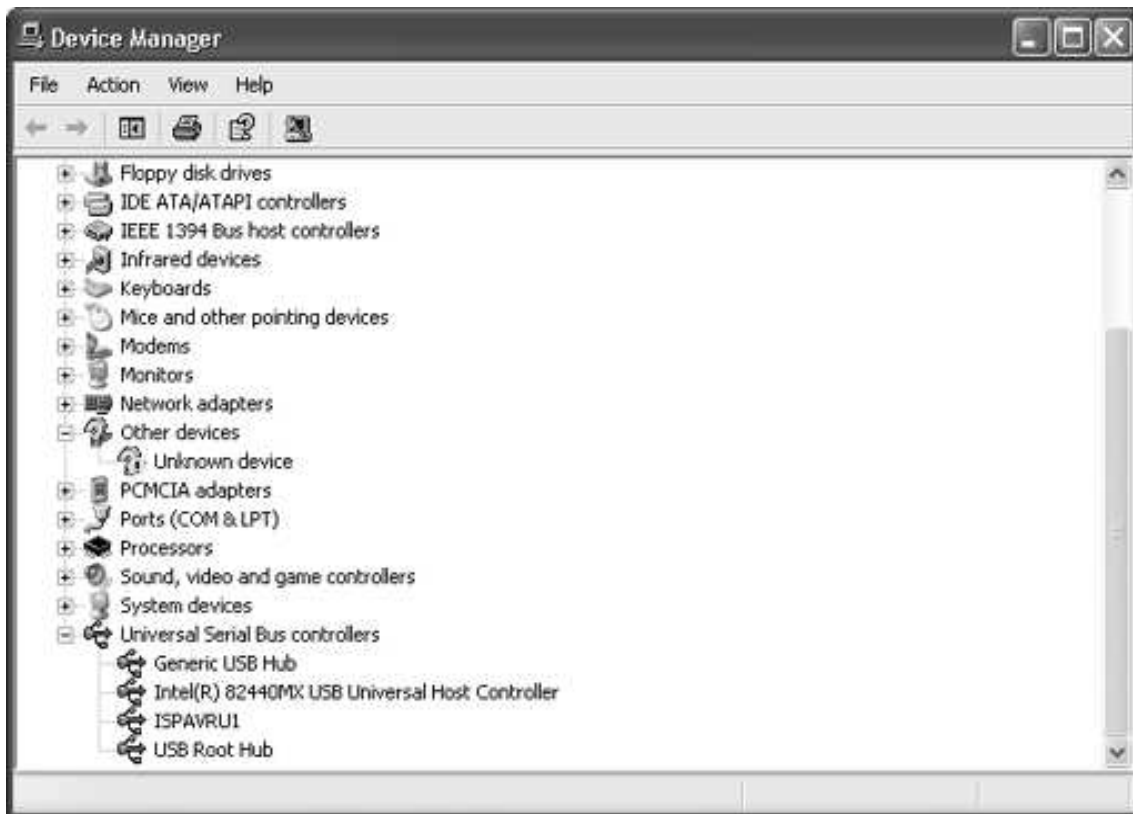 Device Manager
File Action View Help
Floppy disk drives
IDE ATA/ATAPI controllers
IEEE 1394 Bus host controllers
Infrared devices
Keyboards
Mice and other pointing devices
Modems
Monitors
Network adapters
Other devices
Unknown device
PCMCIA adapters
Ports (COM & LPT)
Processors
Sound, video and game controllers
System devices
Universal Serial Bus controllers
Generic USB Hub
Intel(R) 82440MX USB Universal Host Controller
ISPAVRU1
USB Root Hub